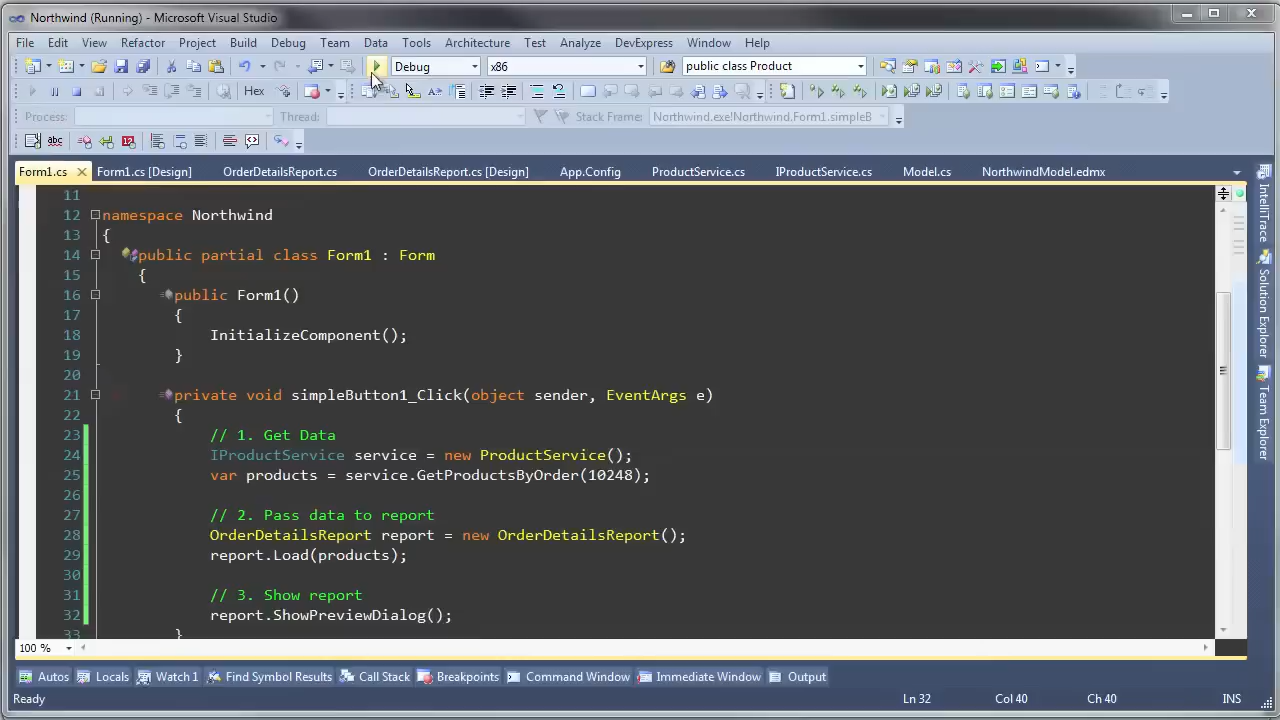 Northwind (Running) - Microsoft Visual Studio
File Edit View Refactor Project Build Debug Team Data Tools Architecture Test Analyze DevExpress Window Help
Debug x86 public class Product
Hex
Process: Thread: Stack Frame: Northwind.exe!Northwind.Form1.simpleB
abc 12
Form1.cs Form1.cs [Design] OrderDetailsReport.cs OrderDetailsReport.cs [Design] App.Config ProductService.cs IProductService.cs Model.cs NorthwindModel.edmx
11
12 namespace Northwind
13 {
14 public partial class Form1 : Form
15 {
16 public Form1()
17 {
18 InitializeComponent();
19 }
20
21 private void simpleButton1_Click(object sender, EventArgs e)
22 {
23 // 1. Get Data
24 IProductService service = new ProductService();
25 var products = service.GetProductsByOrder(10248);
26
27 // 2. Pass data to report
28 OrderDetailsReport report = new OrderDetailsReport();
29 report.Load(products);
30
31 // 3. Show report
32 report.ShowPreviewDialog();
33 }
IntelliTrace
Solution Explorer
Team Explorer
100 %
Autos Locals Watch 1 Find Symbol Results Call Stack Breakpoints Command Window Immediate Window Output
Ready Ln 32 Col 40 Ch 40 INS